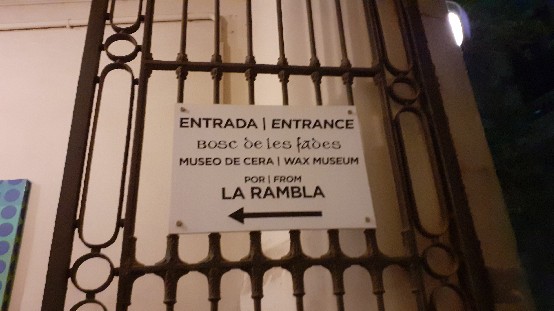 ENTRADA | ENTRANCE
BOSC de les fades
MUSEO DE CERA | WAX MUSEUM
POR | FROM
LA RAMBLA